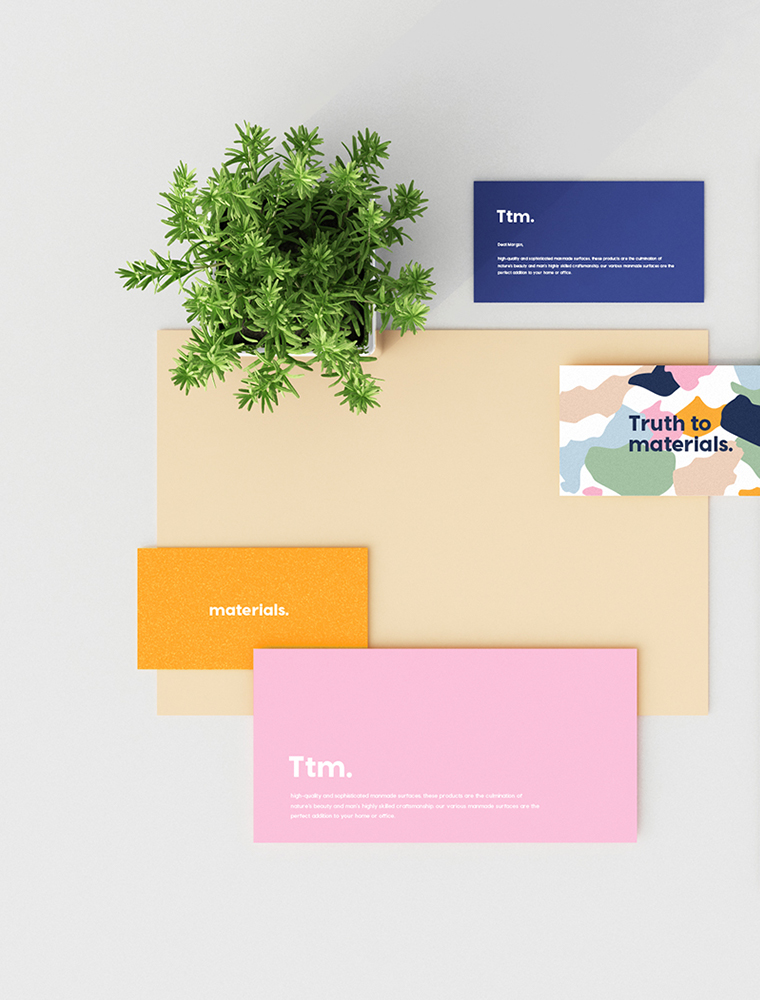 Ttm.
Dead Morgan,
high-quality and sophisticated manmade surfaces. these products are the culmination of
nature's beauty and man's highly skilled craftsmanship. our various manmade surfaces are the
perfect addition to your home or office.
Truth to
materials.
materials.
Ttm.
high-quality and sophisticated manmade surfaces. these products are the culmination of
nature's beauty and man's highly skilled craftsmanship. our various manmade surfaces are the
perfect addition to your home or office.